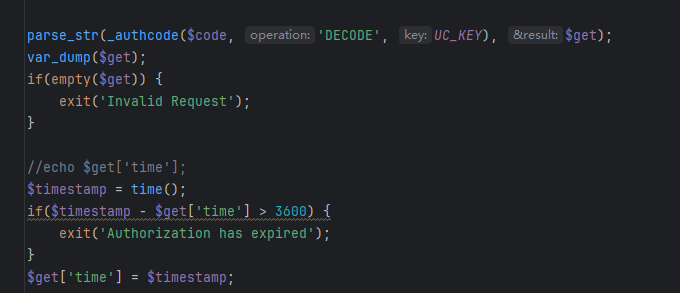 parse_str(_authcode($code, operation: 'DECODE', key: UC_KEY), &result: $get);
var_dump($get);
if(empty($get)) {
    exit('Invalid Request');
}
//echo $get['time'];
$timestamp = time();
if($timestamp - $get['time'] > 3600) {
    exit('Authorization has expired');
}
$get['time'] = $timestamp;